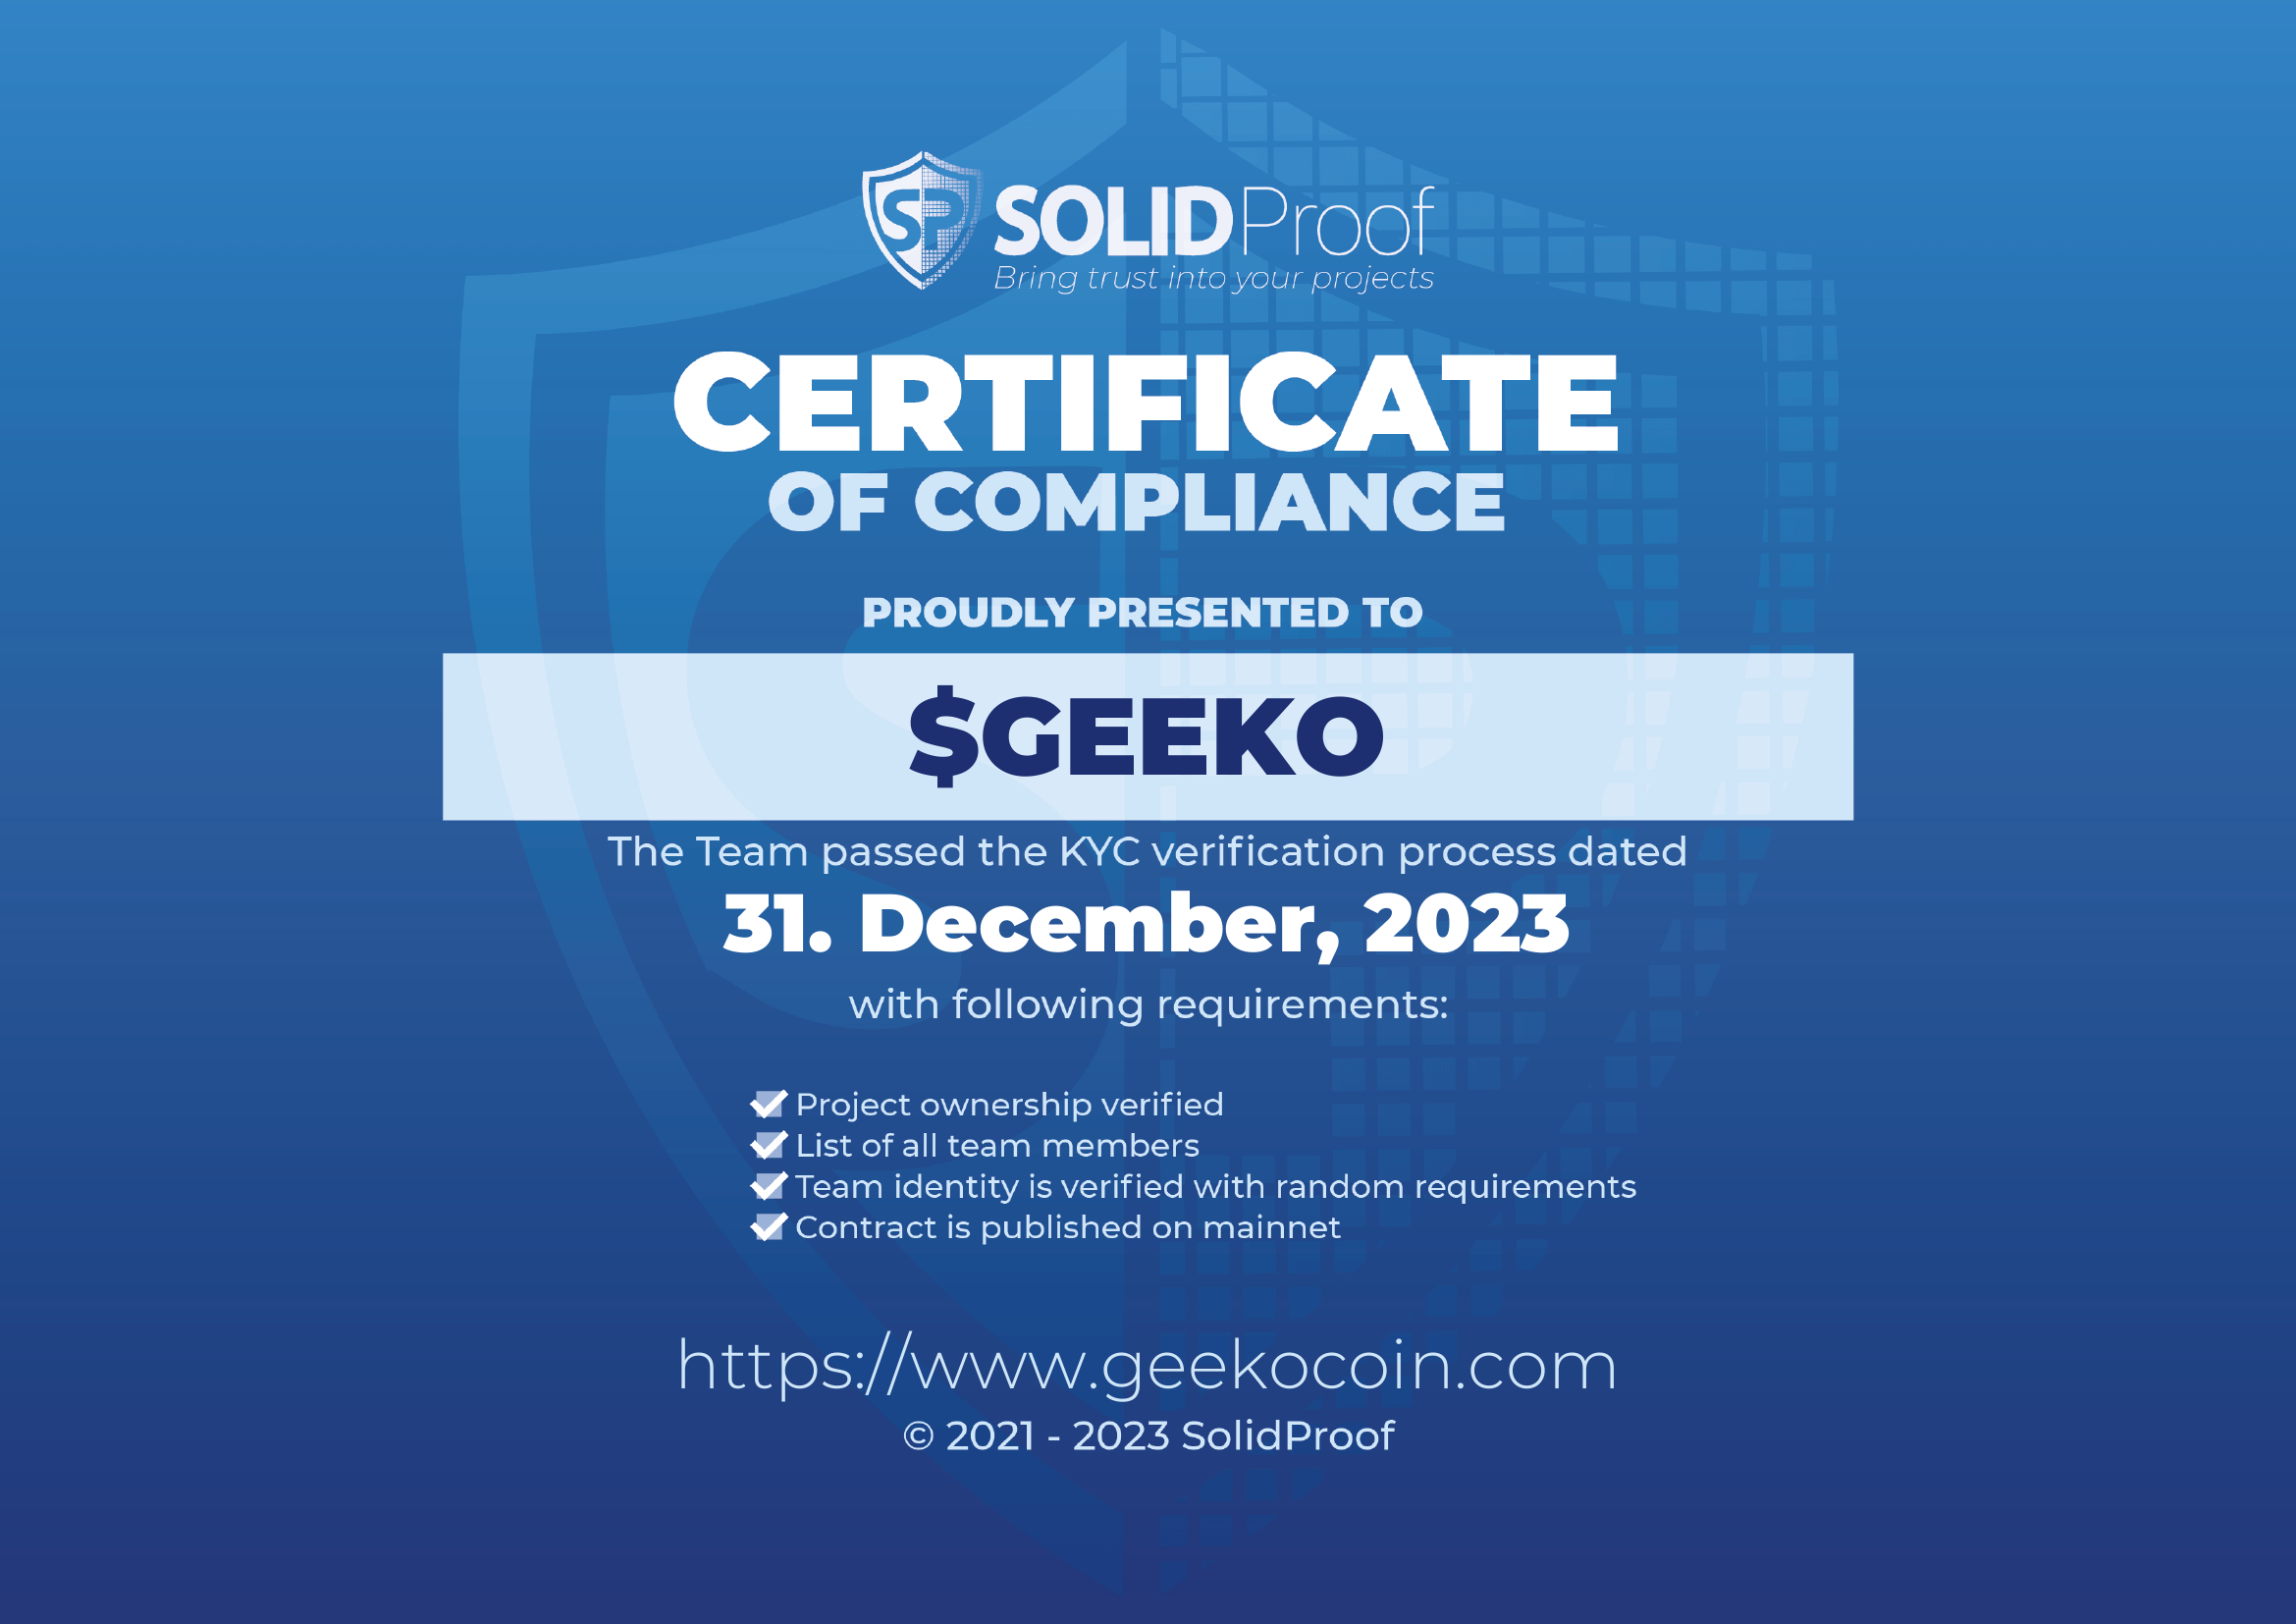 SP SOLIDProof
Bring trust into your projects
CERTIFICATE
OF COMPLIANCE
PROUDLY PRESENTED TO
$GEEKO
The Team passed the KYC verification process dated
31. December, 2023
with following requirements:
Project ownership verified
List of all team members
Team identity is verified with random requirements
Contract is published on mainnet
https://www.geekocoin.com
© 2021 - 2023 SolidProof